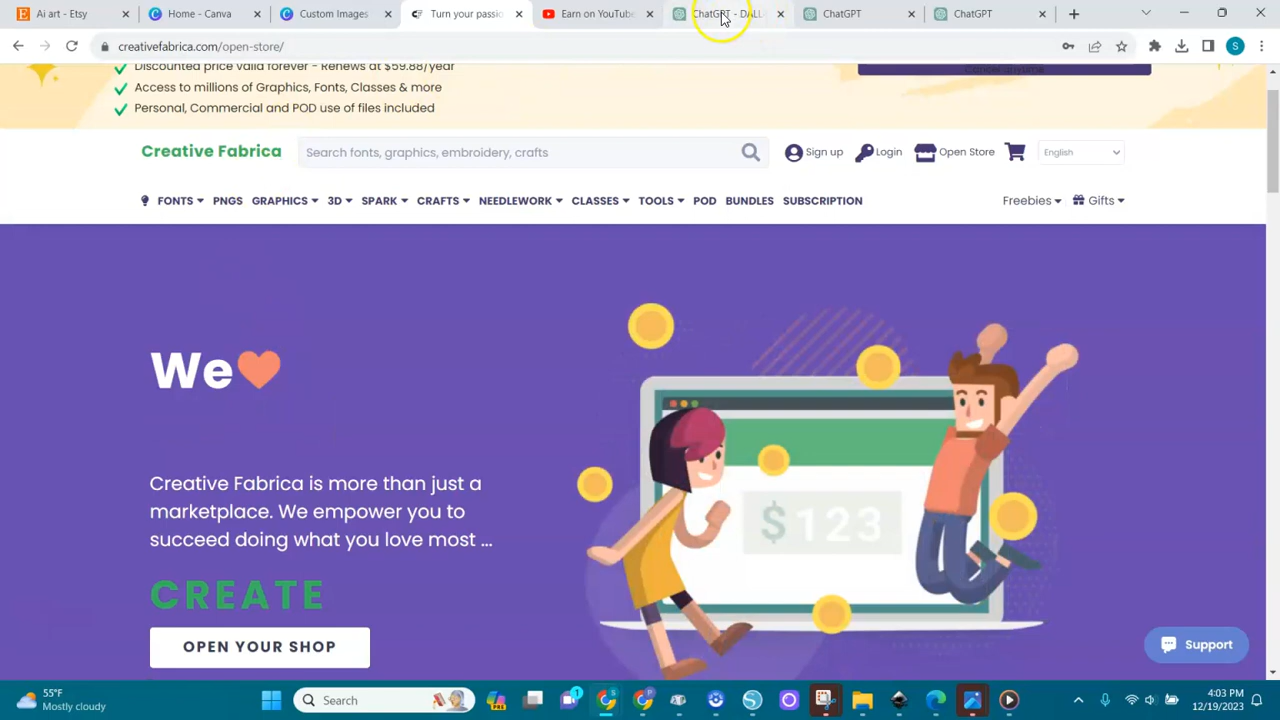 Ai art - Etsy
Home - Canva
Custom Images
Turn your passio
Earn on YouTube
ChatGPT - DALL
ChatGPT
ChatGPT
creativefabrica.com/open-store/
S
Discounted price valid forever - Renews at $59.88/year
Access to millions of Graphics, Fonts, Classes & more
Personal, Commercial and POD use of files included
Cancel anytime
Creative Fabrica
Search fonts, graphics, embroidery, crafts
Sign up
Login
Open Store
English
FONTS
PNGS
GRAPHICS
3D
SPARK
CRAFTS
NEEDLEWORK
CLASSES
TOOLS
POD
BUNDLES
SUBSCRIPTION
Freebies
Gifts
We
Creative Fabrica is more than just a
marketplace. We empower you to
succeed doing what you love most ...
CREATE
OPEN YOUR SHOP
$123
Support
55°F
Mostly cloudy
Search
1
4:03 PM
12/19/2023